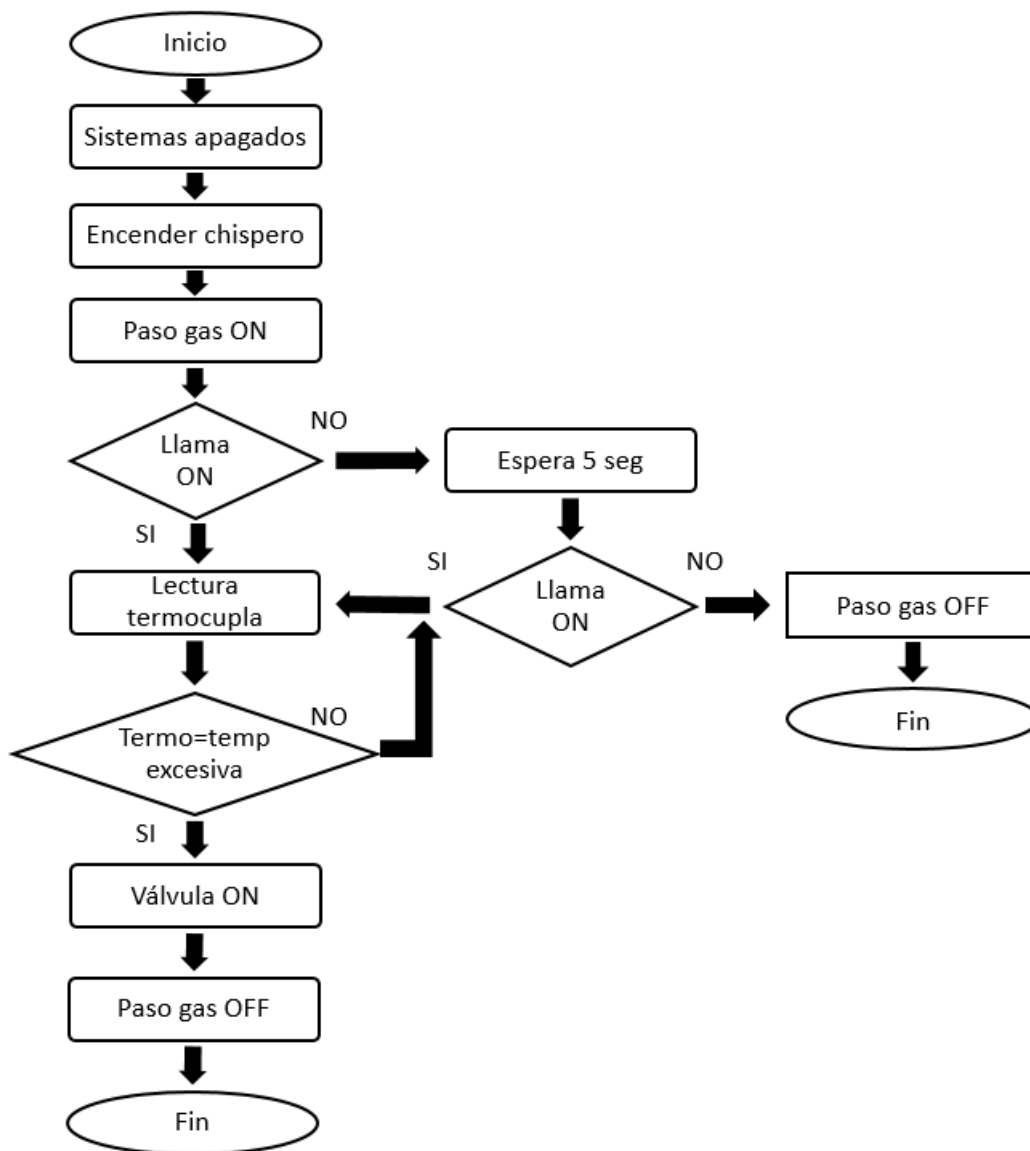 Inicio
Sistemas apagados
Encender chispero
Paso gas ON
Llama
ON
NO
Espera 5 seg
SI
Lectura
termocupla
SI
Llama
ON
NO
Paso gas OFF
Fin
Termo=temp
excesiva
NO
SI
Válvula ON
Paso gas OFF
Fin